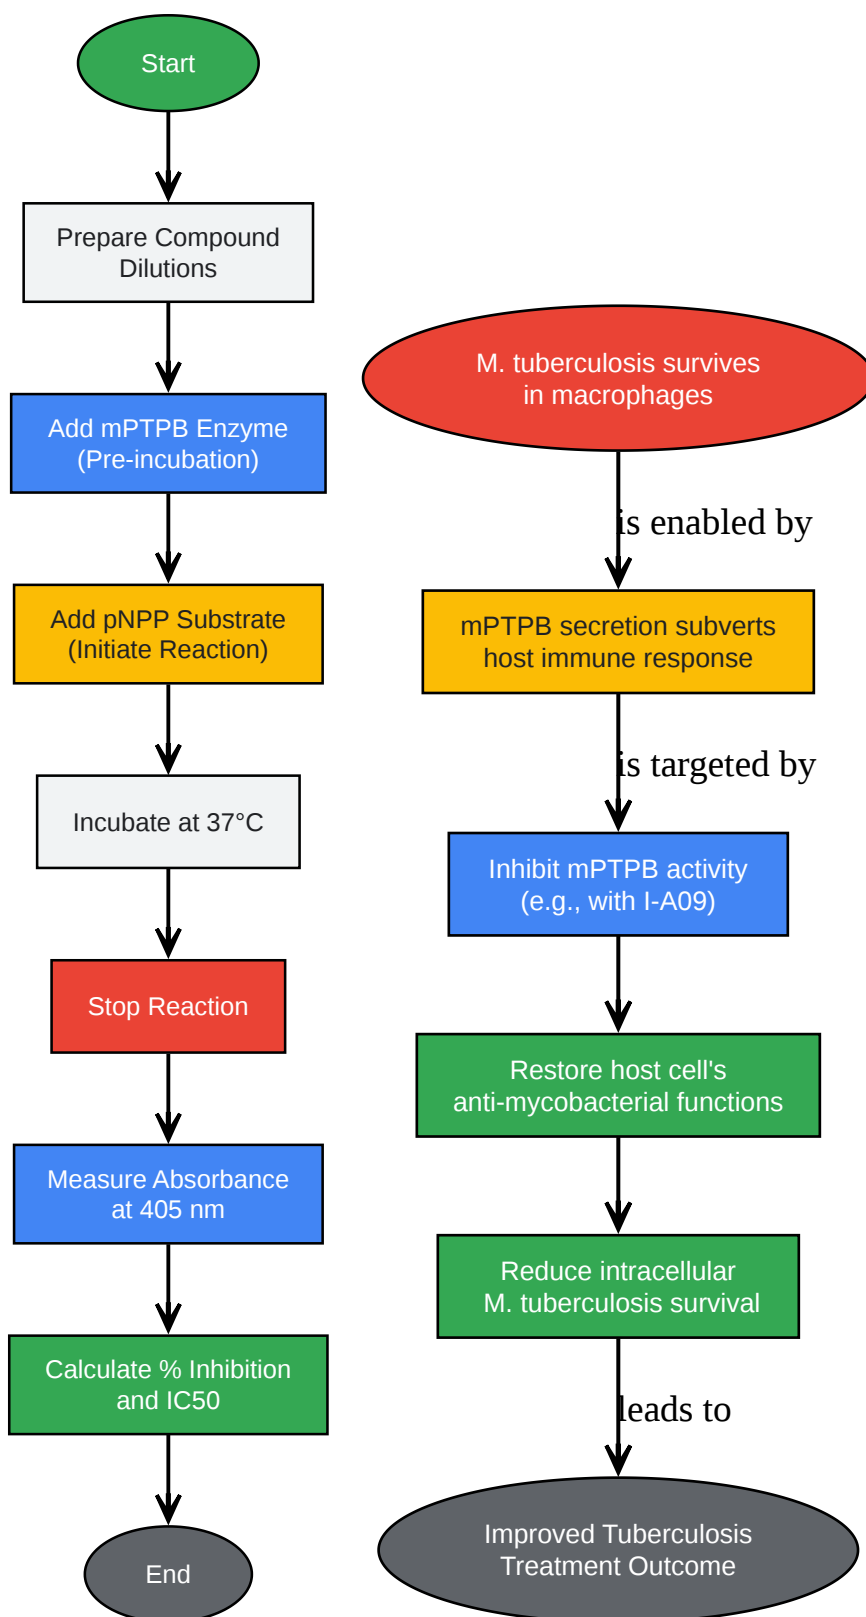 Start
Prepare Compound
Dilutions
Add mPTPB Enzyme
(Pre-incubation)
Add pNPP Substrate
(Initiate Reaction)
Incubate at 37°C
Stop Reaction
Measure Absorbance
at 405 nm
Calculate % Inhibition
and IC50
End
M. tuberculosis survives
in macrophages
is enabled by
mPTPB secretion subverts
host immune response
is targeted by
Inhibit mPTPB activity
(e.g., with I-A09)
Restore host cell's
anti-mycobacterial functions
Reduce intracellular
M. tuberculosis survival
leads to
Improved Tuberculosis
Treatment Outcome